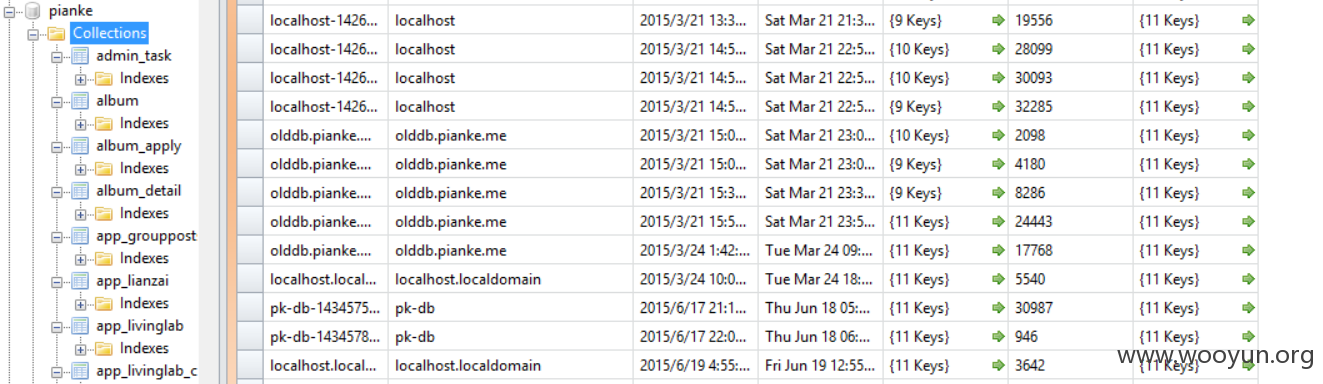 pianke
Collections
admin_task
Indexes
album
Indexes
album_apply
Indexes
album_detail
Indexes
app_grouppost
Indexes
app_lianzai
Indexes
app_livinglab
Indexes
app_livinglab_c
localhost-1426... localhost 2015/3/21 13:3... Sat Mar 21 21:3... {9 Keys} 19556 {11 Keys}
localhost-1426... localhost 2015/3/21 14:5... Sat Mar 21 22:5... {10 Keys} 28099 {11 Keys}
localhost-1426... localhost 2015/3/21 14:5... Sat Mar 21 22:5... {10 Keys} 30093 {11 Keys}
localhost-1426... localhost 2015/3/21 14:5... Sat Mar 21 22:5... {9 Keys} 32285 {11 Keys}
olddb.pianke.... olddb.pianke.me 2015/3/21 15:0... Sat Mar 21 23:0... {10 Keys} 2098 {11 Keys}
olddb.pianke.... olddb.pianke.me 2015/3/21 15:0... Sat Mar 21 23:0... {9 Keys} 4180 {11 Keys}
olddb.pianke.... olddb.pianke.me 2015/3/21 15:3... Sat Mar 21 23:3... {9 Keys} 8286 {11 Keys}
olddb.pianke.... olddb.pianke.me 2015/3/21 15:5... Sat Mar 21 23:5... {11 Keys} 24443 {11 Keys}
olddb.pianke.... olddb.pianke.me 2015/3/24 1:42:... Tue Mar 24 09:... {11 Keys} 17768 {11 Keys}
localhost.local... localhost.localdomain 2015/3/24 10:0... Tue Mar 24 18:... {11 Keys} 5540 {11 Keys}
pk-db-1434575... pk-db 2015/6/17 21:1... Thu Jun 18 05:... {11 Keys} 30987 {11 Keys}
pk-db-1434578... pk-db 2015/6/17 22:0... Thu Jun 18 06:... {11 Keys} 946 {11 Keys}
localhost.local... localhost.localdomain 2015/6/19 4:55:... Fri Jun 19 12:55... {11 Keys} 3642 {11 Keys}
www.wooyun.org